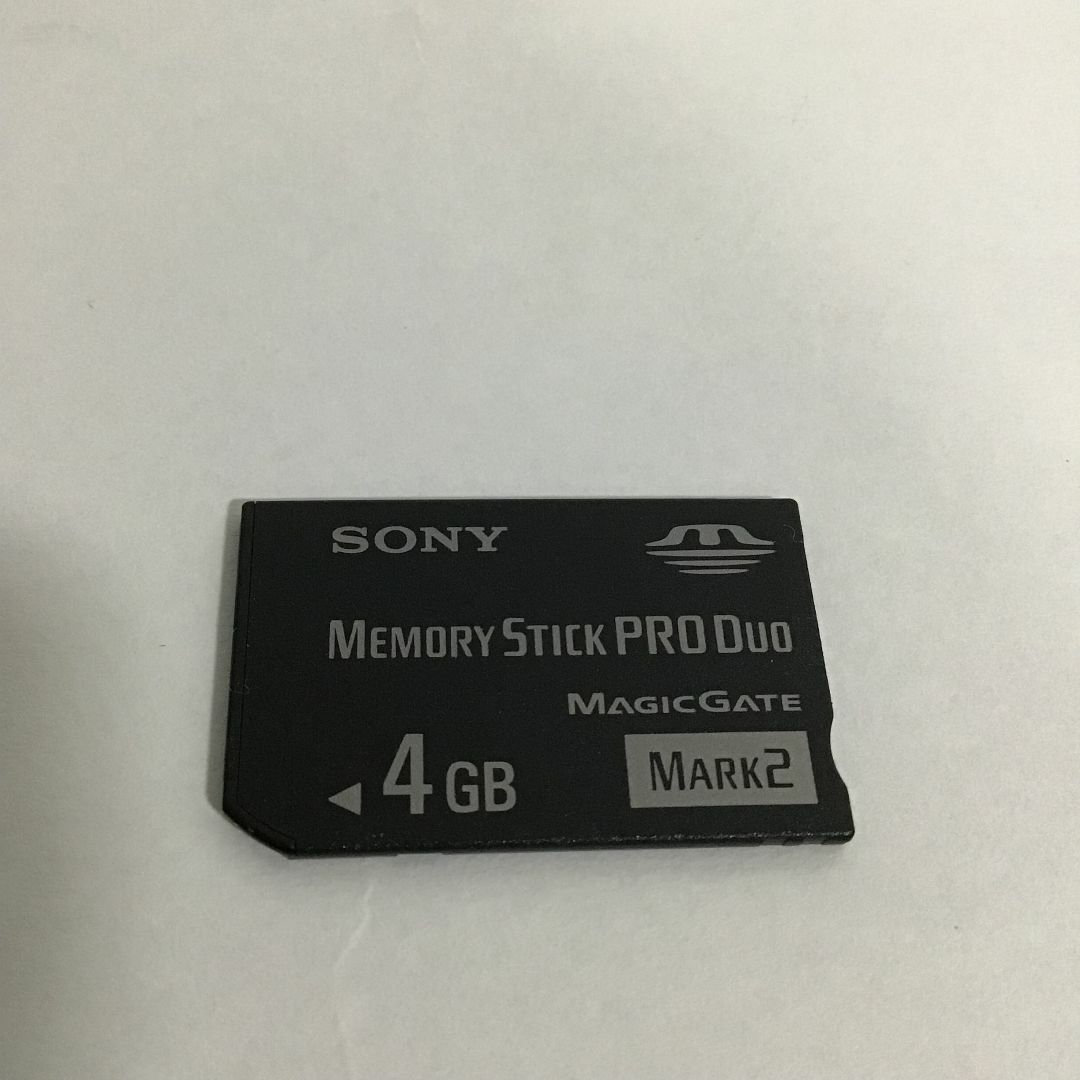 SONY
MEMORY STICK PRO DUO
MAGICGATE
4 GB
MARK2